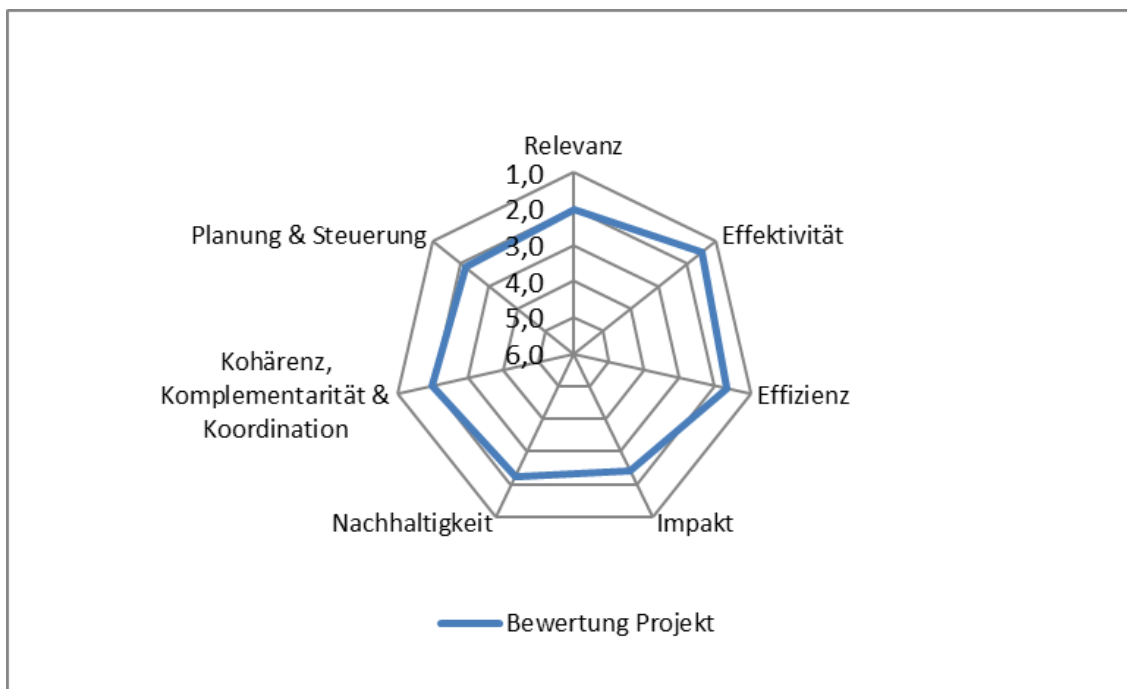 Relevanz
1,0
2,0
3,0
4,0
5,0
6,0
Effektivität
Effizienz
Impakt
Nachhaltigkeit
Kohärenz,
Komplementarität &
Koordination
Planung & Steuerung
Bewertung Projekt